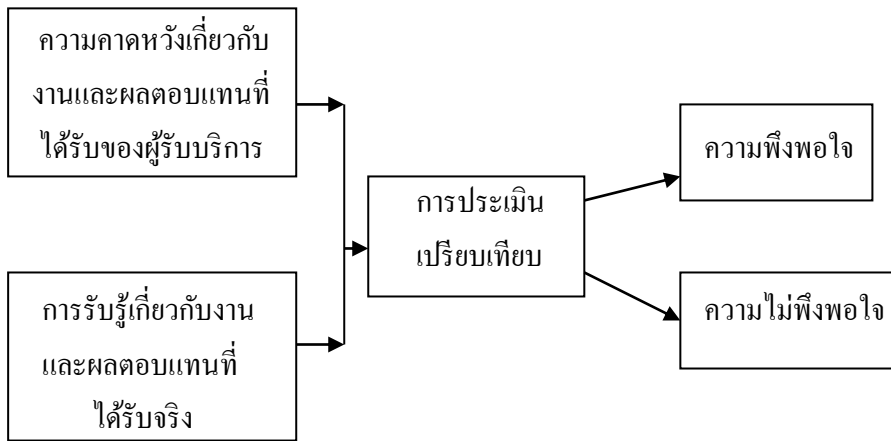 ความคาดหวังเกี่ยวกับ
งานและผลตอบแทนที่
ได้รับของผู้รับบริการ
การรับรู้เกี่ยวกับงาน
และผลตอบแทนที่
ได้รับจริง
การประเมิน
เปรียบเทียบ
ความพึงพอใจ
ความไม่พึงพอใจ